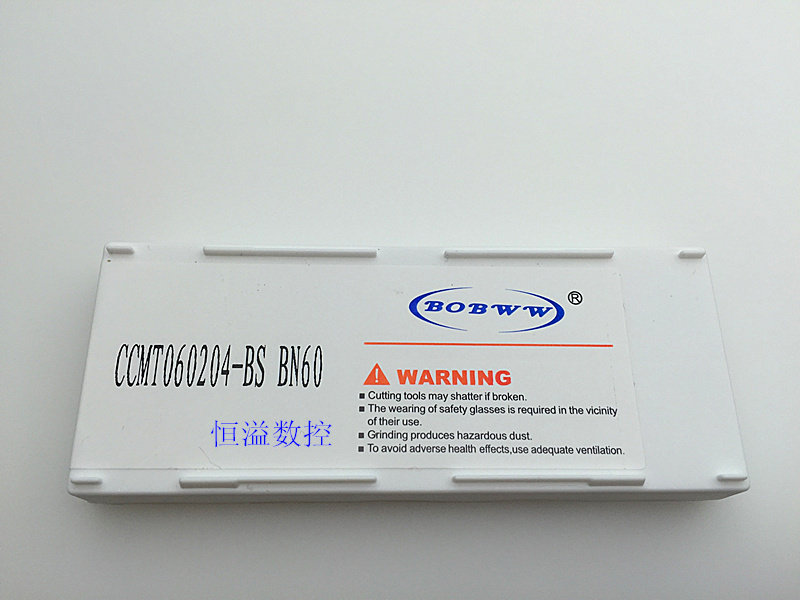 BOBWW®
CCMT060204-BS BN60
WARNING
■ Cutting tools may shatter if broken.
■ The wearing of safety glasses is required in the vicinity
of their use.
■ Grinding produces hazardous dust.
■ To avoid adverse health effects,use adequate ventilation.
恒溢数控